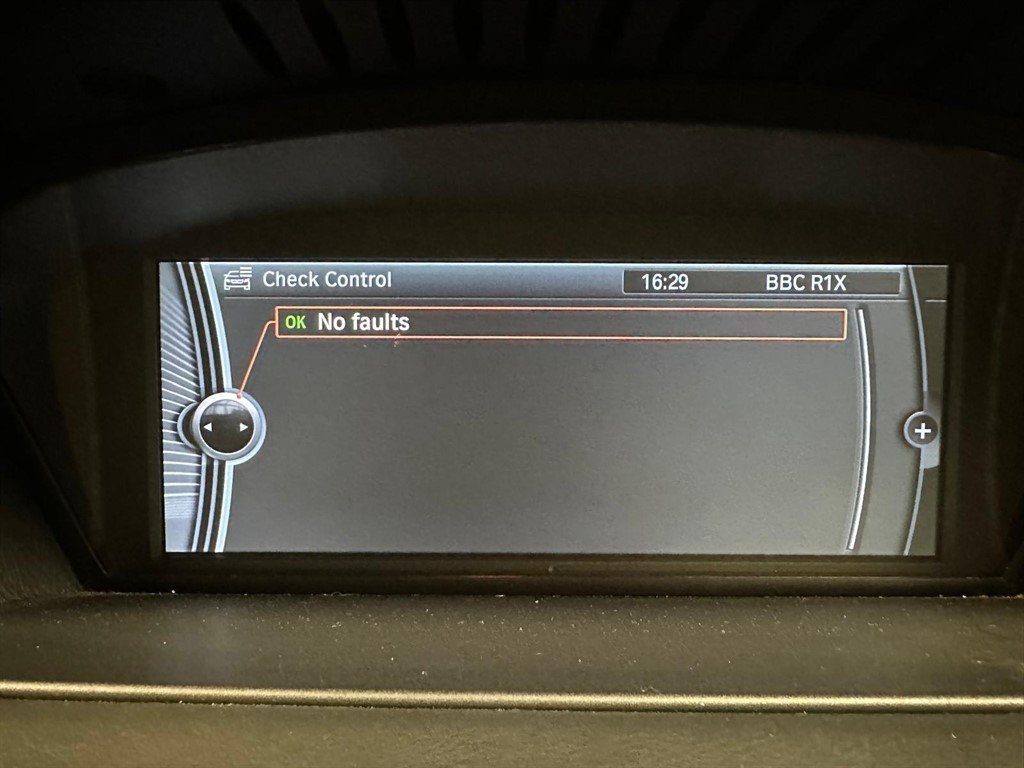 Check Control
16:29 BBC R1X
OK No faults